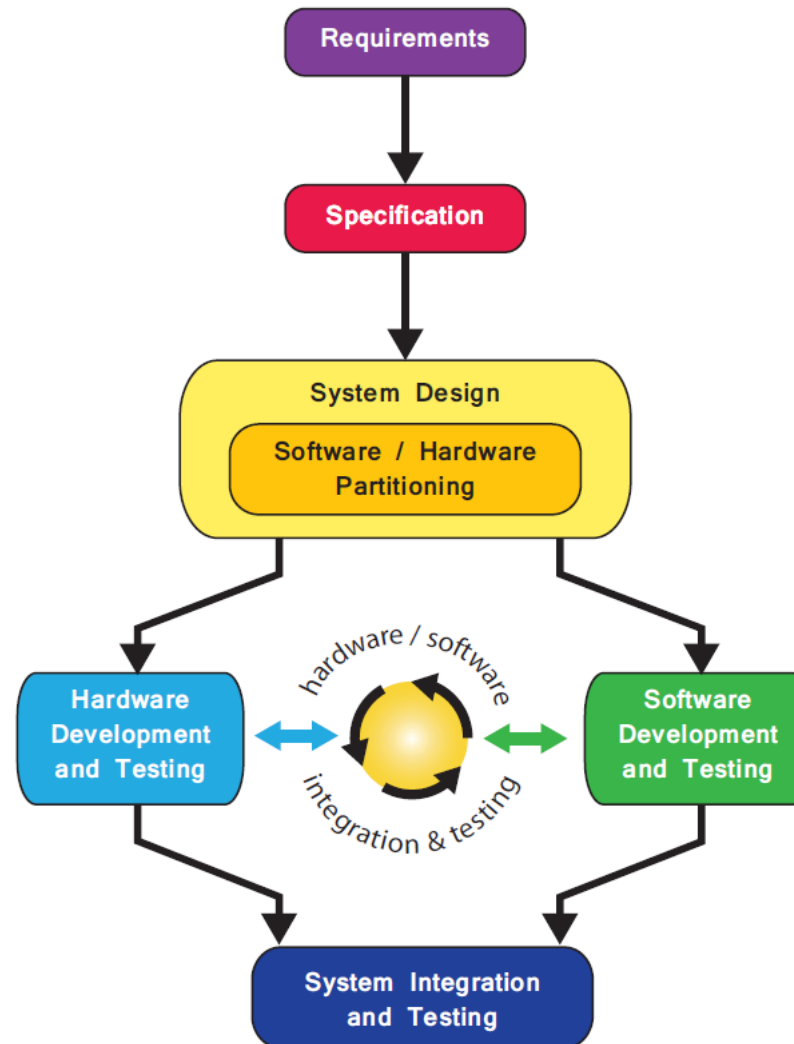 Requirements
Specification
System Design
Software / Hardware
Partitioning
hardware / software
Hardware
Development
and Testing
Software
Development
and Testing
integration & testing
System Integration
and Testing